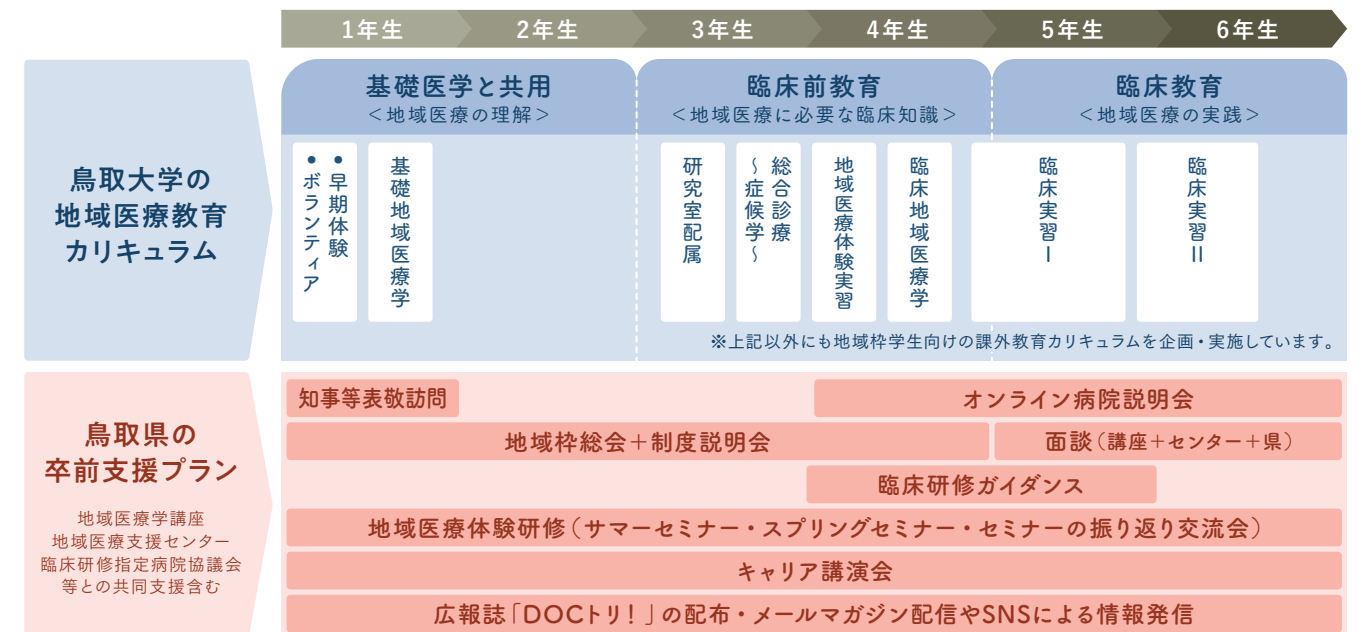 1年生
2年生
3年生
4年生
5年生
6年生
鳥取大学の
地域医療教育
カリキュラム
基礎医学と共用
＜地域医療の理解＞
臨床前教育
＜地域医療に必要な臨床知識＞
臨床教育
＜地域医療の実践＞
●早期体験
●ボランティア
基礎地域医療学
研究室配属
総合診療
～症候学～
地域医療体験実習
臨床地域医療学
臨床実習Ⅰ
臨床実習Ⅱ
※上記以外にも地域枠学生向けの課外教育カリキュラムを企画・実施しています。
鳥取県の
卒前支援プラン
地域医療学講座
地域医療支援センター
臨床研修指定病院協議会
等との共同支援含む
知事等表敬訪問
オンライン病院説明会
地域枠総会＋制度説明会
面談（講座＋センター＋県）
臨床研修ガイダンス
地域医療体験研修（サマーセミナー・スプリングセミナー・セミナーの振り返り交流会）
キャリア講演会
広報誌「DOCトリ！」の配布・メールマガジン配信やSNSによる情報発信